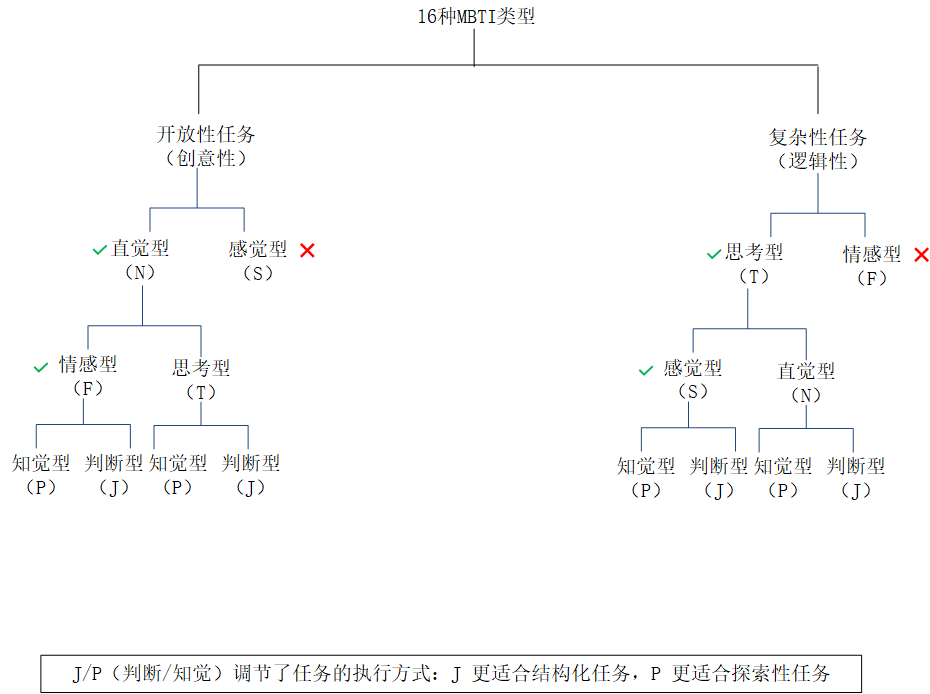 16种MBTI类型
开放性任务
（创意性）
复杂性任务
（逻辑性）
直觉型
（N）
感觉型
（S）
思考型
（T）
情感型
（F）
情感型
（F）
思考型
（T）
感觉型
（S）
直觉型
（N）
知觉型
（P）
判断型
（J）
知觉型
（P）
判断型
（J）
知觉型
（P）
判断型
（J）
知觉型
（P）
判断型
（J）
J/P（判断/知觉）调节了任务的执行方式：J 更适合结构化任务，P 更适合探索性任务